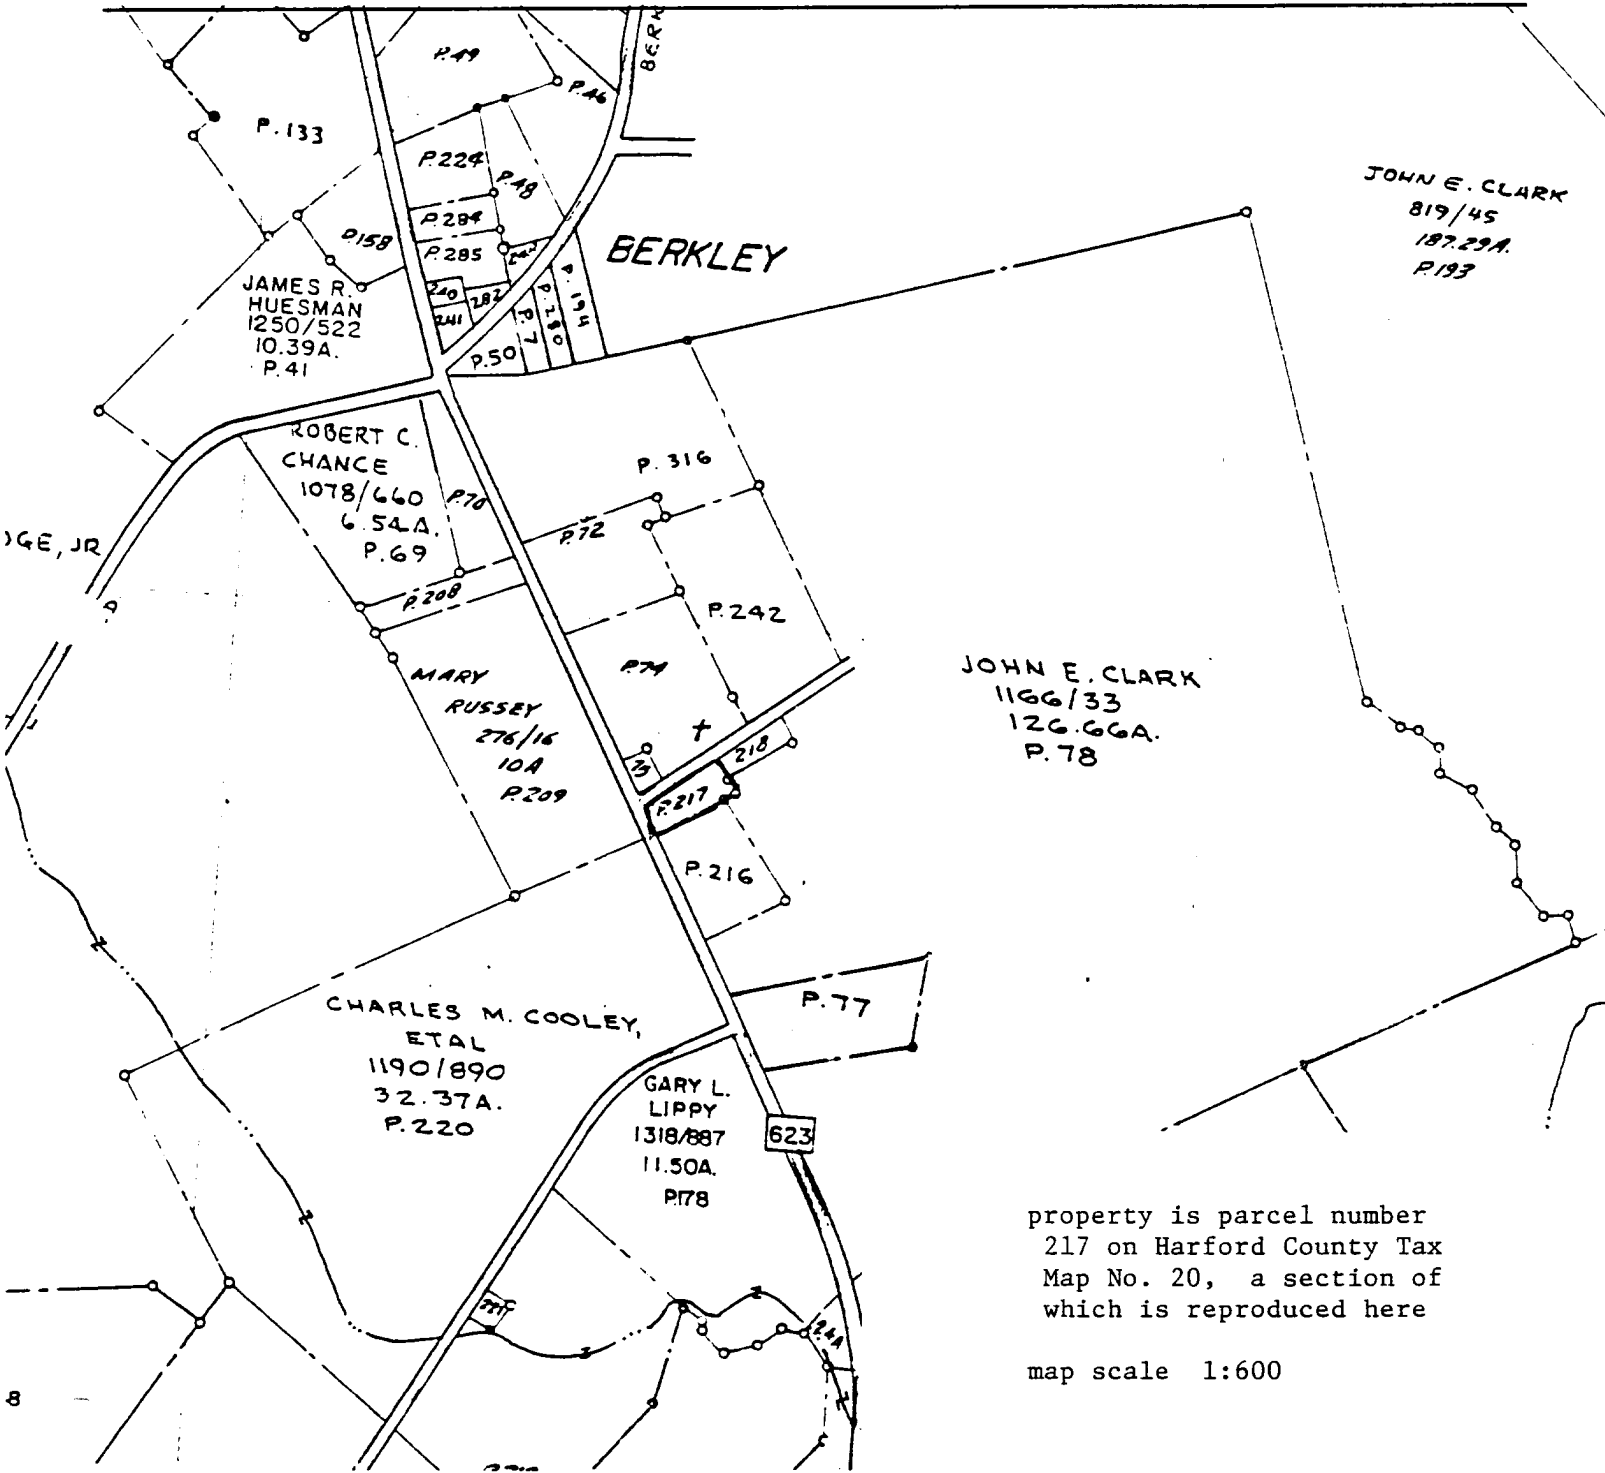 BERK
P.49
P.46
P.133
P.224
P.48
P.284
P.158
P.285
242
BERKLEY
JOHN E. CLARK
819/45
187.29A.
P.193
JAMES R.
HUESMAN
1250/522
10.39A.
P.41
240
282
241
P.50
P.7
P.280
P.194
ROBERT C.
CHANCE
1078/660
6.54A.
P.69
P.70
P.316
P.72
)GE, JR
P.208
P.242
MARY
RUSSEY
276/16
10A
P.209
P.74
75
218
P.217
JOHN E. CLARK
1166/33
126.66A.
P.78
P.216
P.77
CHARLES M. COOLEY,
ETAL
1190/890
32.37A.
P.220
GARY L.
LIPPY
1318/887
11.50A.
P.178
623
8
property is parcel number
217 on Harford County Tax
Map No. 20, a section of
which is reproduced here
map scale 1:600